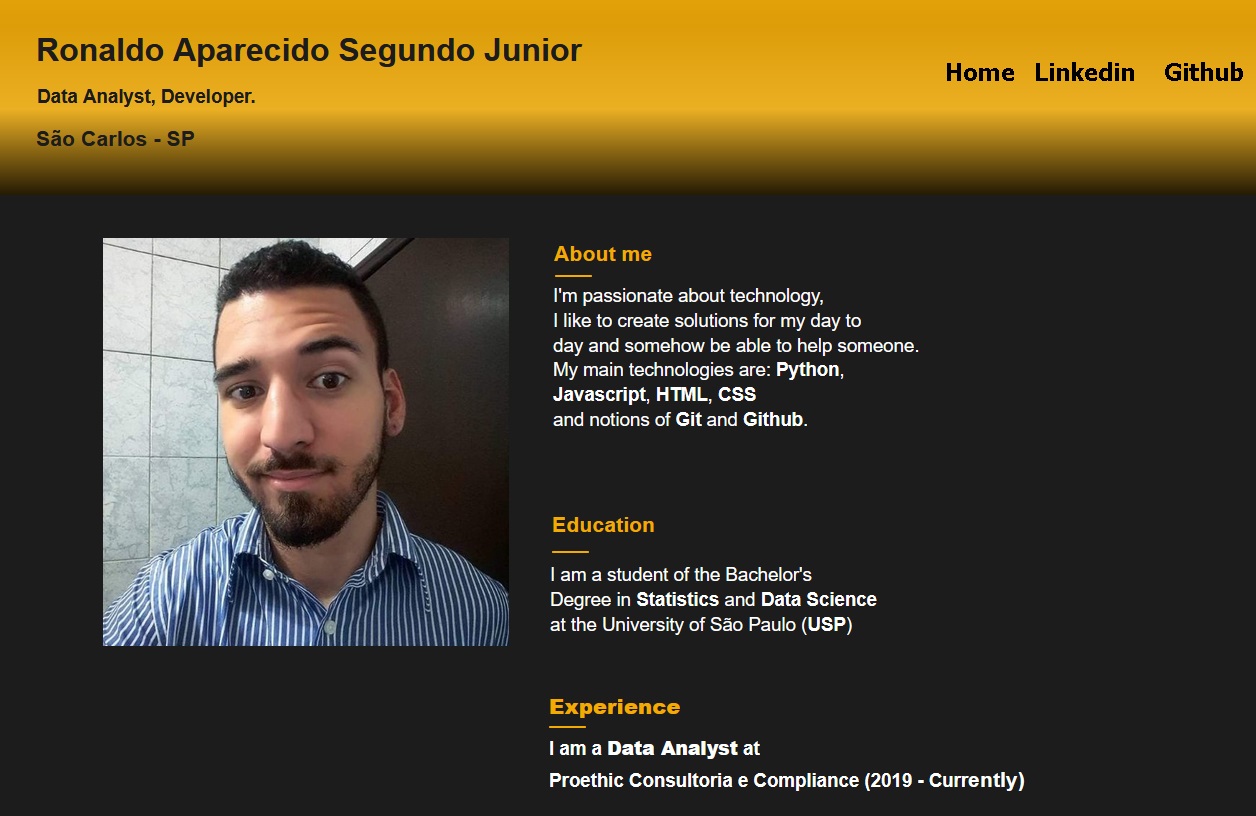 Ronaldo Aparecido Segundo Junior
Data Analyst, Developer.
São Carlos - SP
Home Linkedin Github
About me
I'm passionate about technology,
I like to create solutions for my day to
day and somehow be able to help someone.
My main technologies are: Python,
Javascript, HTML, CSS
and notions of Git and Github.
Education
I am a student of the Bachelor's
Degree in Statistics and Data Science
at the University of São Paulo (USP)
Experience
I am a Data Analyst at
Proethic Consultoria e Compliance (2019 - Currently)